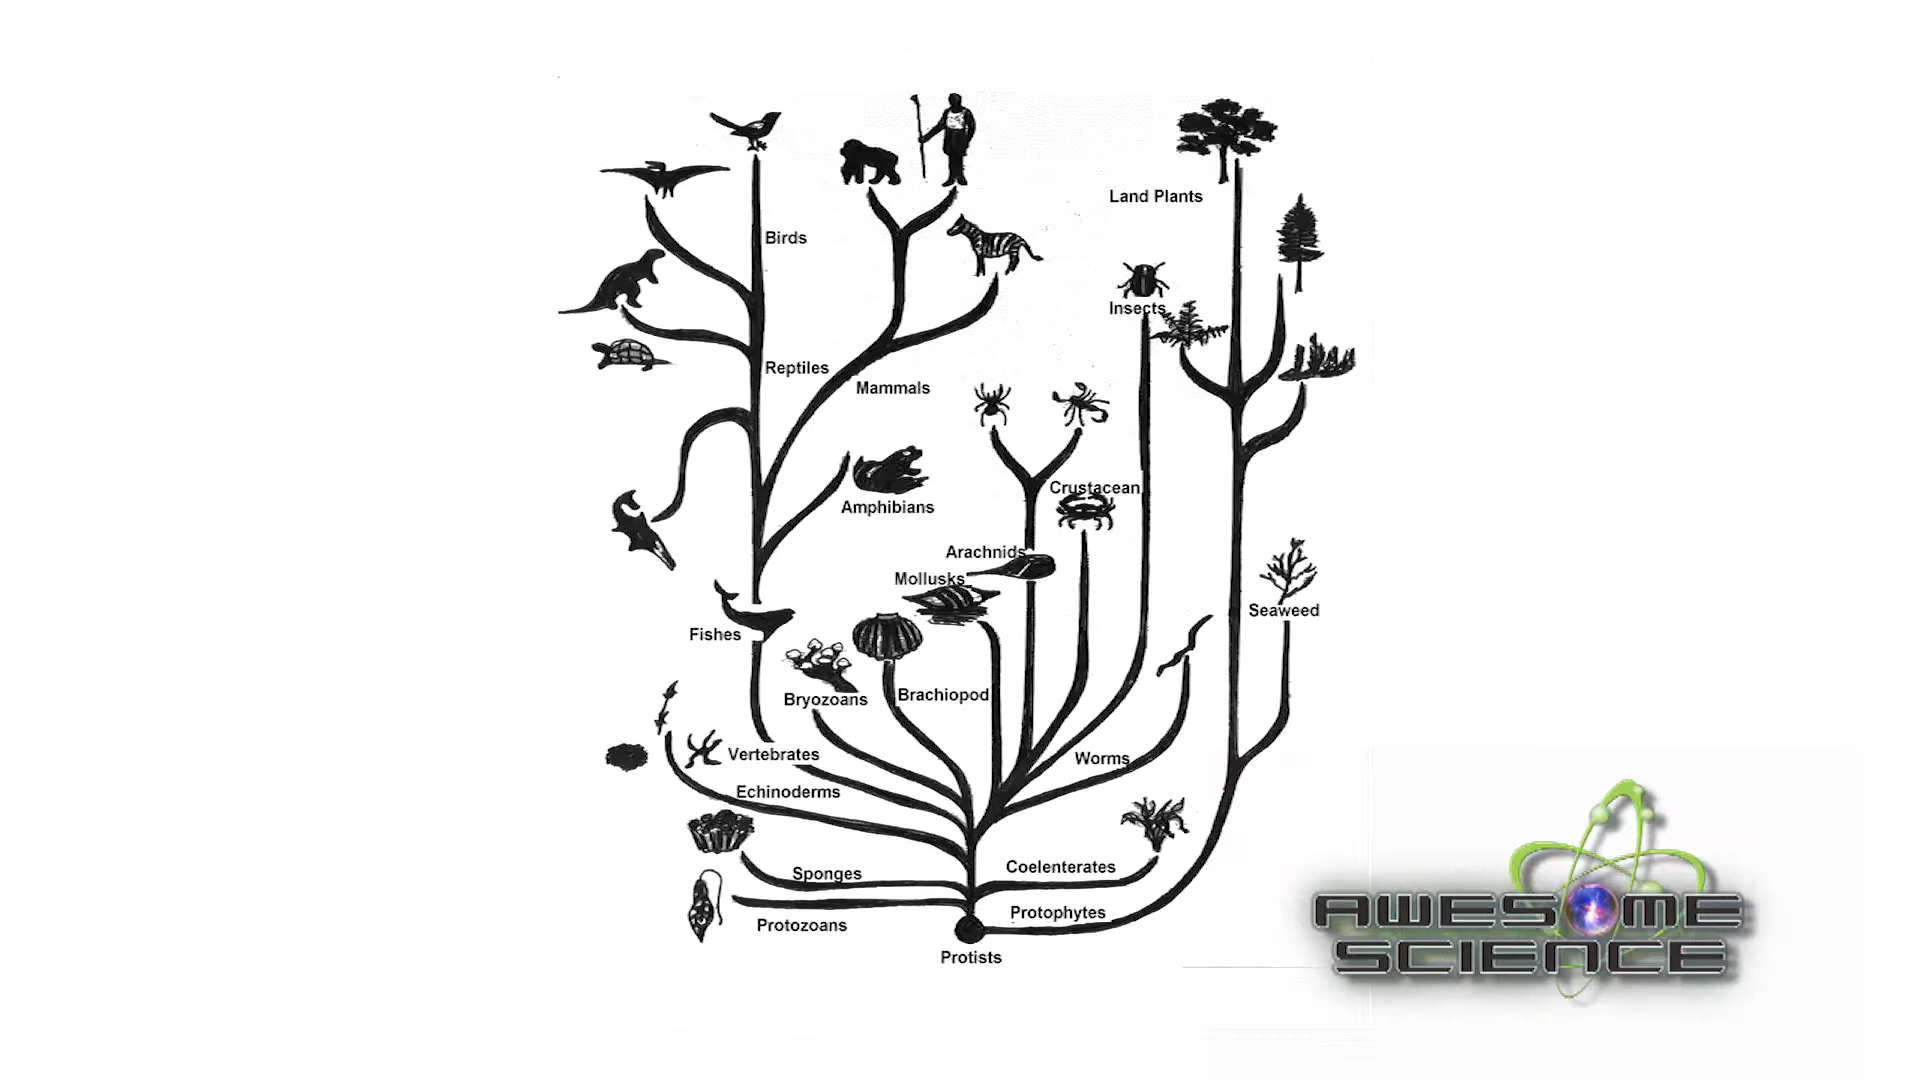 Land Plants
Birds
Insects
Reptiles
Mammals
Crustacean
Amphibians
Arachnids
Mollusks
Seaweed
Fishes
Brachiopod
Bryozoans
Vertebrates
Worms
Echinoderms
Coelenterates
Sponges
Protophytes
Protozoans
Protists
AWESOME
SCIENCE